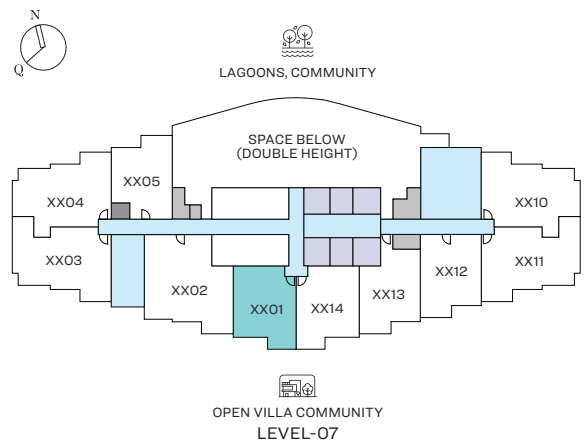 N
Q
LAGOONS, COMMUNITY
SPACE BELOW
(DOUBLE HEIGHT)
XX05
XX04
XX10
XX03
XX02
XX01
XX14
XX13
XX12
XX11
OPEN VILLA COMMUNITY
LEVEL-07